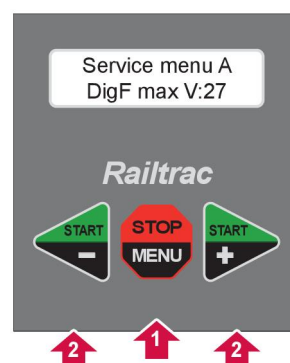 Service menu A
DigF max V:27
Railtrac
START
STOP
START
-
MENU
+
2
1
2